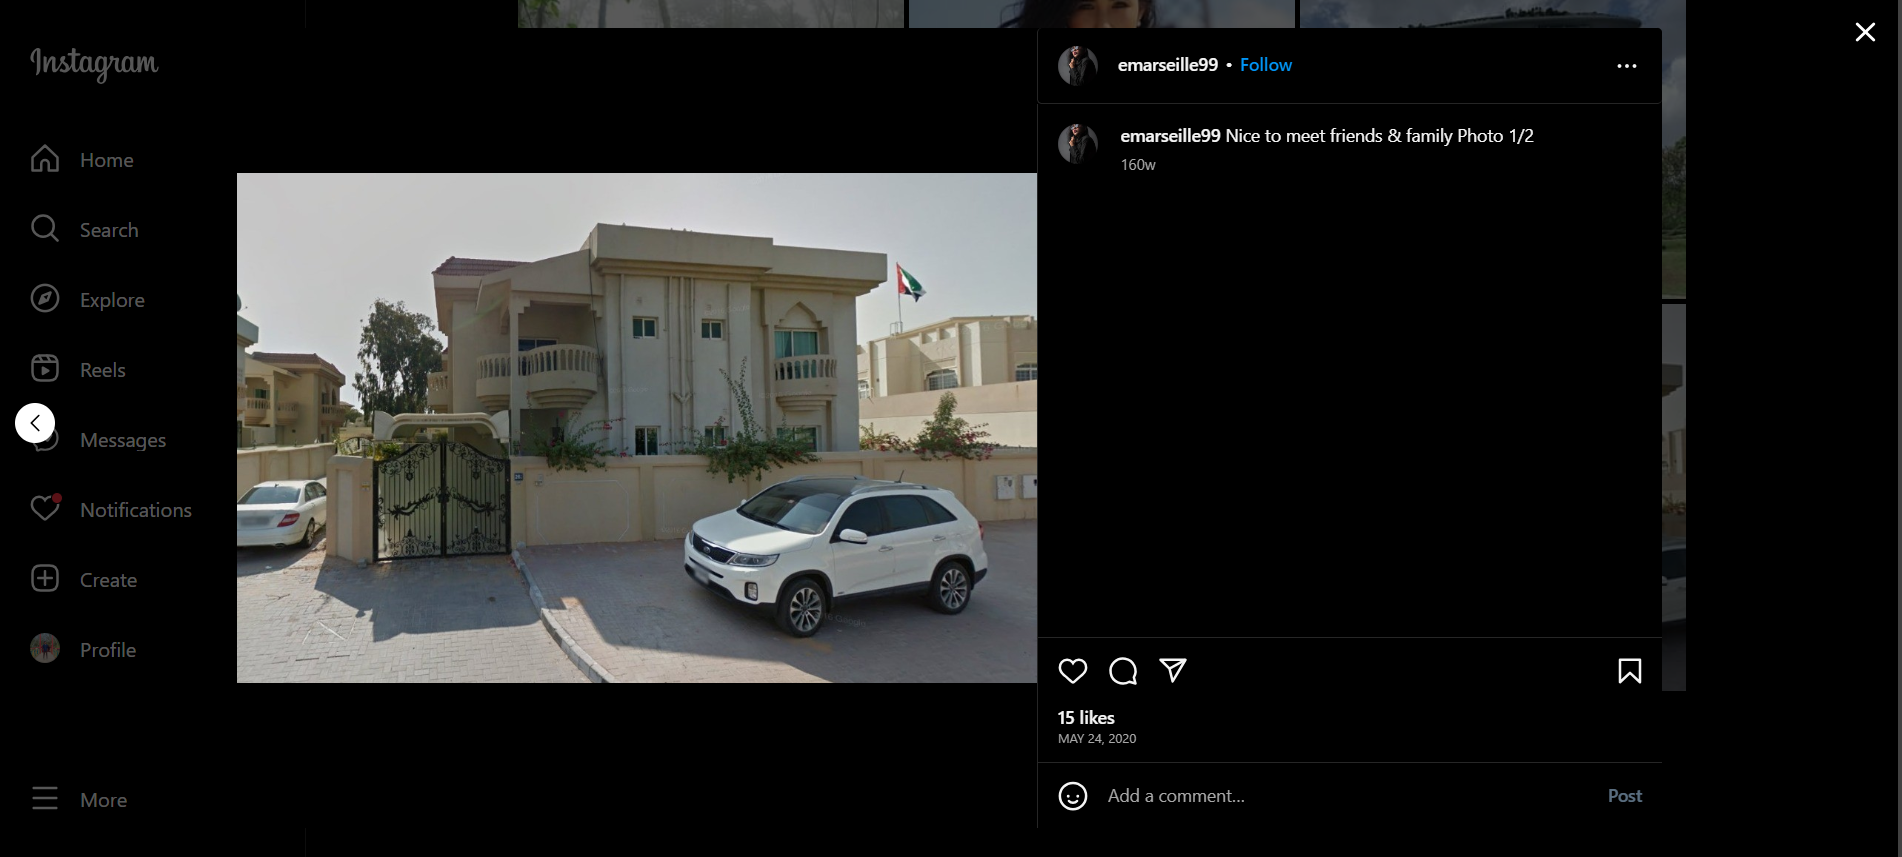 Instagram
Home
Search
Explore
Reels
Messages
Notifications
Create
Profile
More
emarseille99 • Follow
emarseille99 Nice to meet friends & family Photo 1/2
160w
15 likes
MAY 24, 2020
Add a comment...
Post